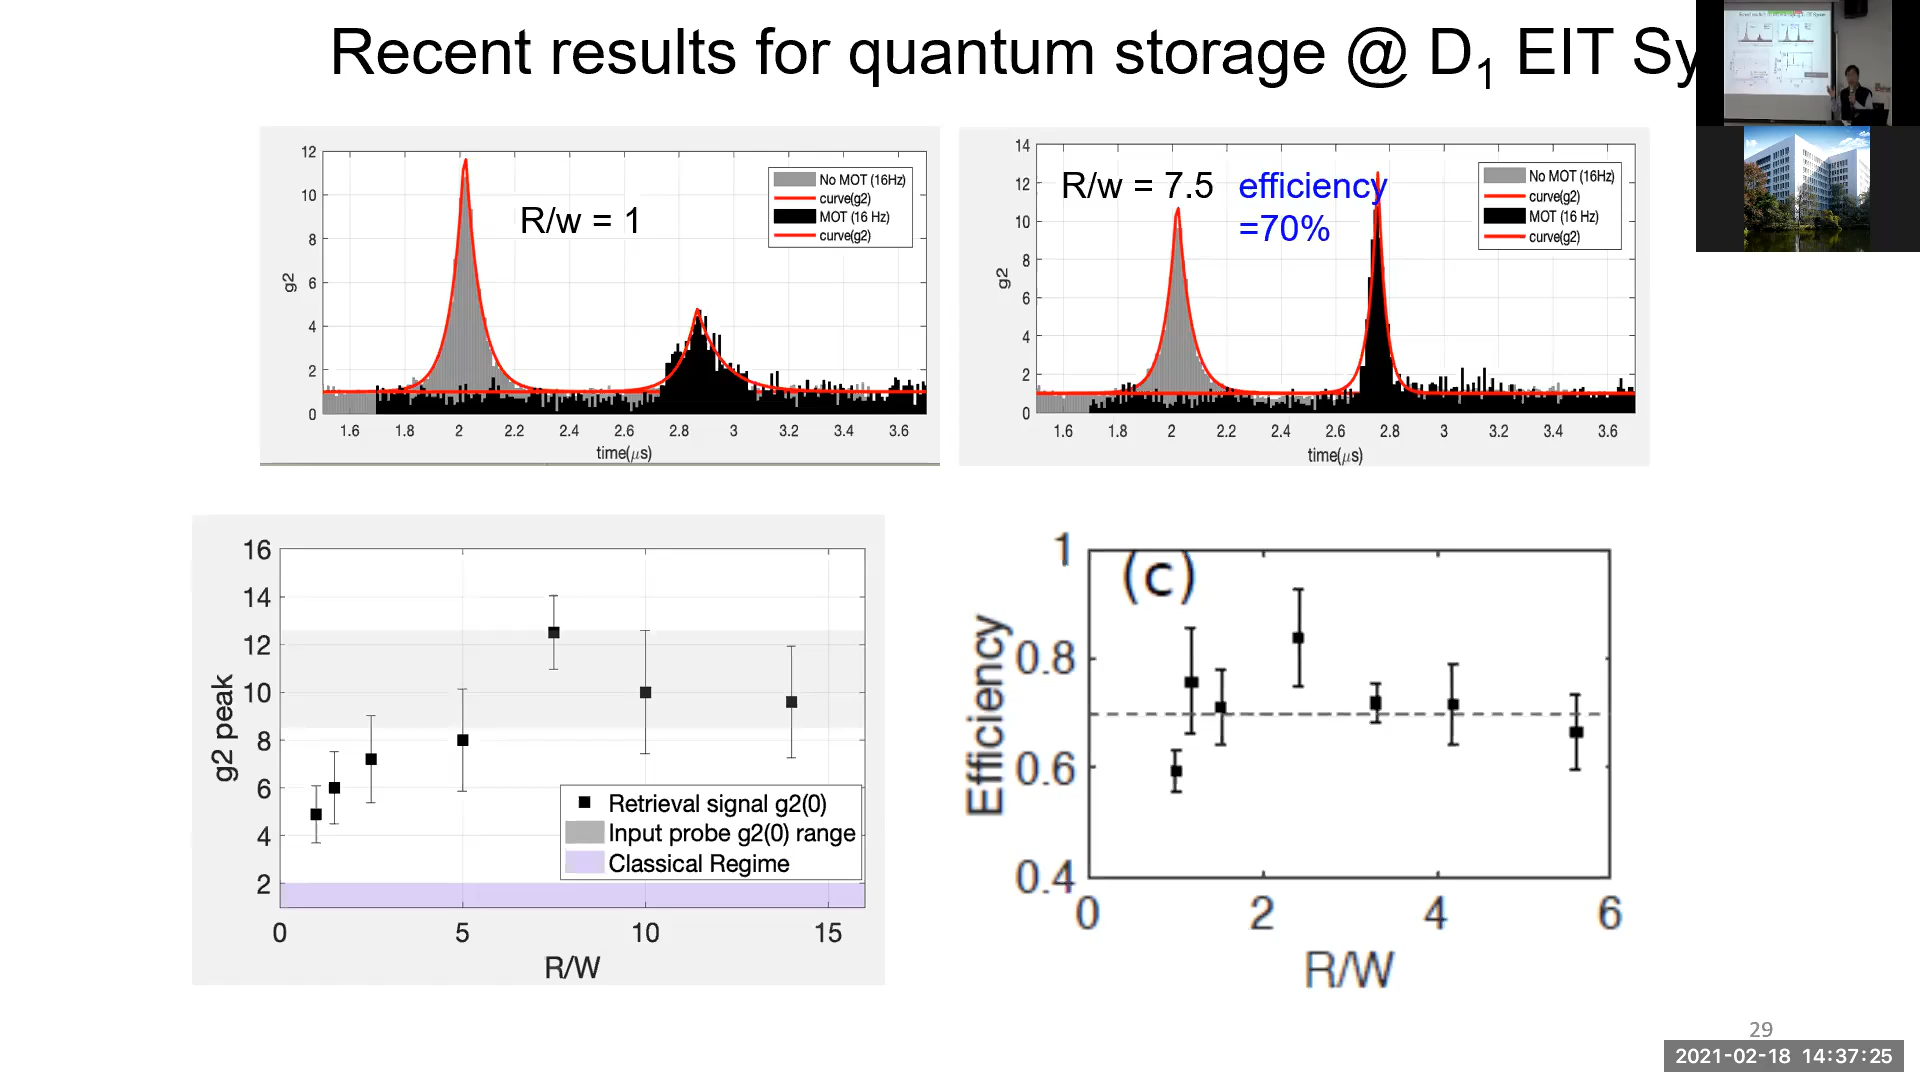 Recent results for quantum storage @ D1 EIT Sy
12
10
8
6
4
2
0
g2
R/w = 1
No MOT (16Hz)
curve(g2)
MOT (16 Hz)
curve(g2)
1.6 1.8 2 2.2 2.4 2.6 2.8 3 3.2 3.4 3.6
time(μs)
14
12
10
8
6
4
2
0
g2
R/w = 7.5 efficiency
=70%
No MOT (16Hz)
curve(g2)
MOT (16 Hz)
curve(g2)
1.6 1.8 2 2.2 2.4 2.6 2.8 3 3.2 3.4 3.6
time(μs)
16
14
12
10
8
6
4
2
g2 peak
Retrieval signal g2(0)
Input probe g2(0) range
Classical Regime
0 5 10 15
R/W
1
0.8
0.6
0.4
Efficiency
(c)
0 2 4 6
R/W
29
2021-02-18 14:37:25